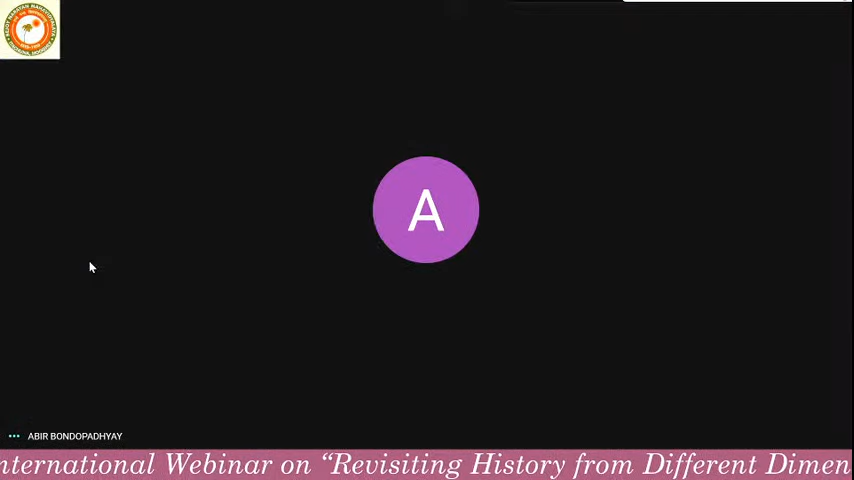 A
ABIR BONDOPADHYAY
nternational Webinar on “Revisiting History from Different Dimen